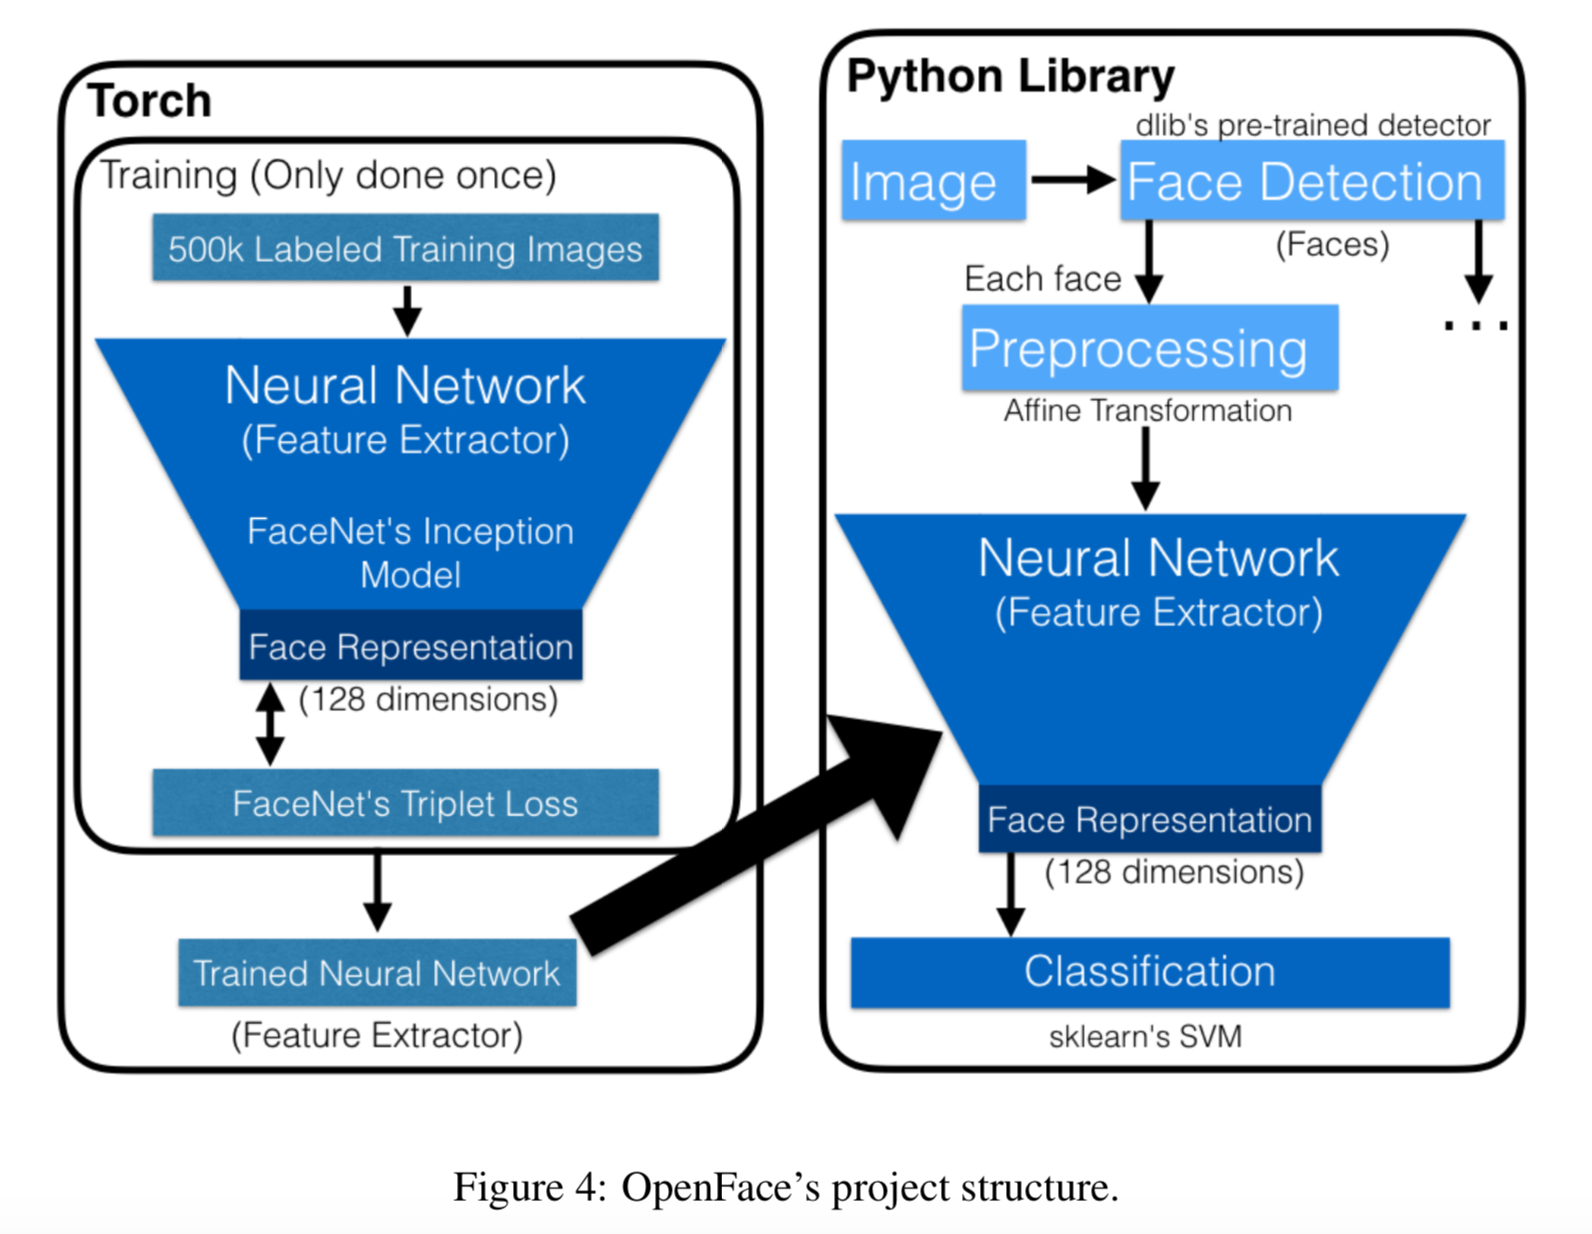 Torch
Training (Only done once)
500k Labeled Training Images
Neural Network
(Feature Extractor)
FaceNet's Inception
Model
Face Representation
(128 dimensions)
FaceNet's Triplet Loss
Trained Neural Network
(Feature Extractor)
Python Library
dlib's pre-trained detector
Image
Face Detection
(Faces)
Each face
...
Preprocessing
Affine Transformation
Neural Network
(Feature Extractor)
Face Representation
(128 dimensions)
Classification
sklearn's SVM
Figure 4: OpenFace’s project structure.